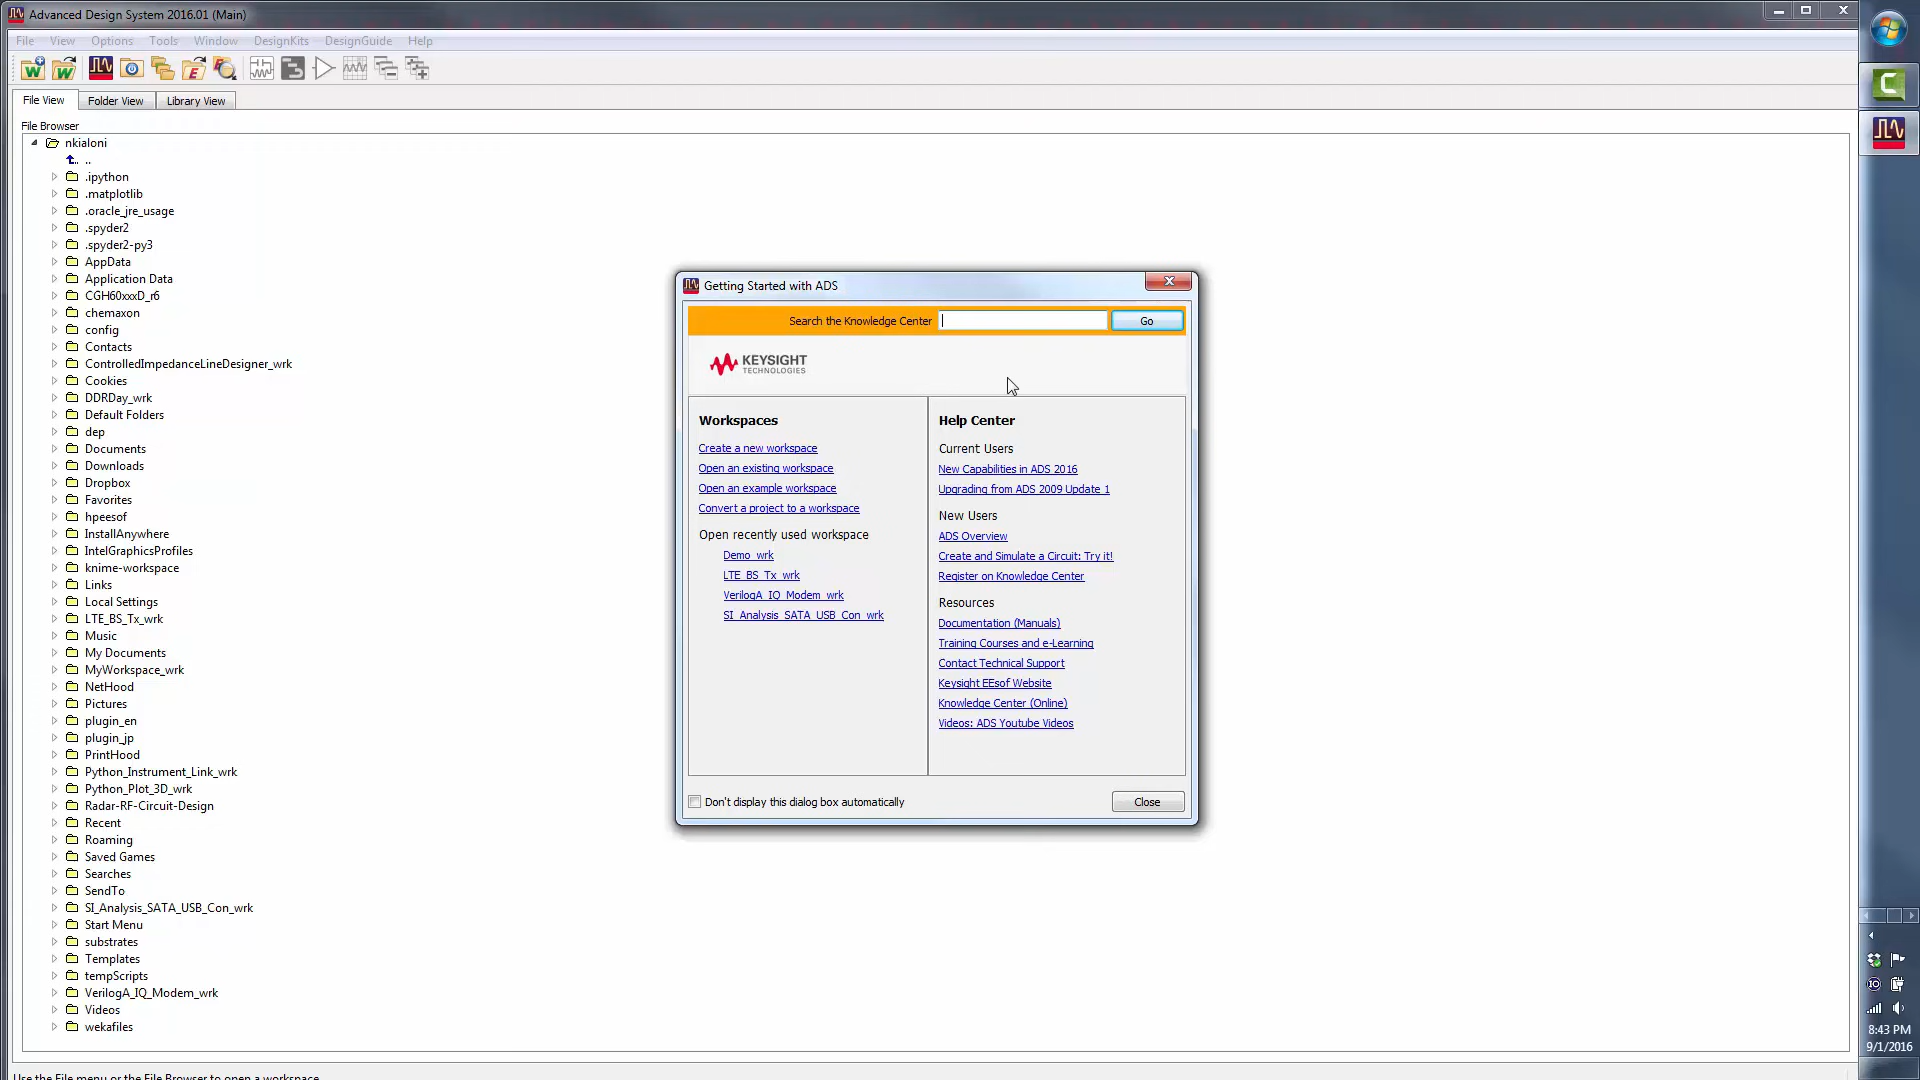 Advanced Design System 2016.01 (Main)
File View Options Tools Window DesignKits DesignGuide Help
File View Folder View Library View
File Browser
nkialoni
..
.ipython
.matplotlib
.oracle_jre_usage
.spyder2
.spyder2-py3
AppData
Application Data
CGH60xxxD_r6
chemaxon
config
Contacts
ControlledImpedanceLineDesigner_wrk
Cookies
DDRDay_wrk
Default Folders
dep
Documents
Downloads
Dropbox
Favorites
hpeesof
InstallAnywhere
IntelGraphicsProfiles
knime-workspace
Links
Local Settings
LTE_BS_Tx_wrk
Music
My Documents
MyWorkspace_wrk
NetHood
Pictures
plugin_en
plugin_jp
PrintHood
Python_Instrument_Link_wrk
Python_Plot_3D_wrk
Radar-RF-Circuit-Design
Recent
Roaming
Saved Games
Searches
SendTo
SI_Analysis_SATA_USB_Con_wrk
Start Menu
substrates
Templates
tempScripts
VerilogA_IQ_Modem_wrk
Videos
wekafiles
Use the File menu or the File Browser to open a workspace
Getting Started with ADS
Search the Knowledge Center Go
KEYSIGHT
TECHNOLOGIES
Workspaces
Create a new workspace
Open an existing workspace
Open an example workspace
Convert a project to a workspace
Open recently used workspace
Demo_wrk
LTE_BS_Tx_wrk
VerilogA_IQ_Modem_wrk
SI_Analysis_SATA_USB_Con_wrk
Help Center
Current Users
New Capabilities in ADS 2016
Upgrading from ADS 2009 Update 1
New Users
ADS Overview
Create and Simulate a Circuit: Try it!
Register on Knowledge Center
Resources
Documentation (Manuals)
Training Courses and e-Learning
Contact Technical Support
Keysight EEsof Website
Knowledge Center (Online)
Videos: ADS Youtube Videos
Don't display this dialog box automatically
Close
8:43 PM
9/1/2016